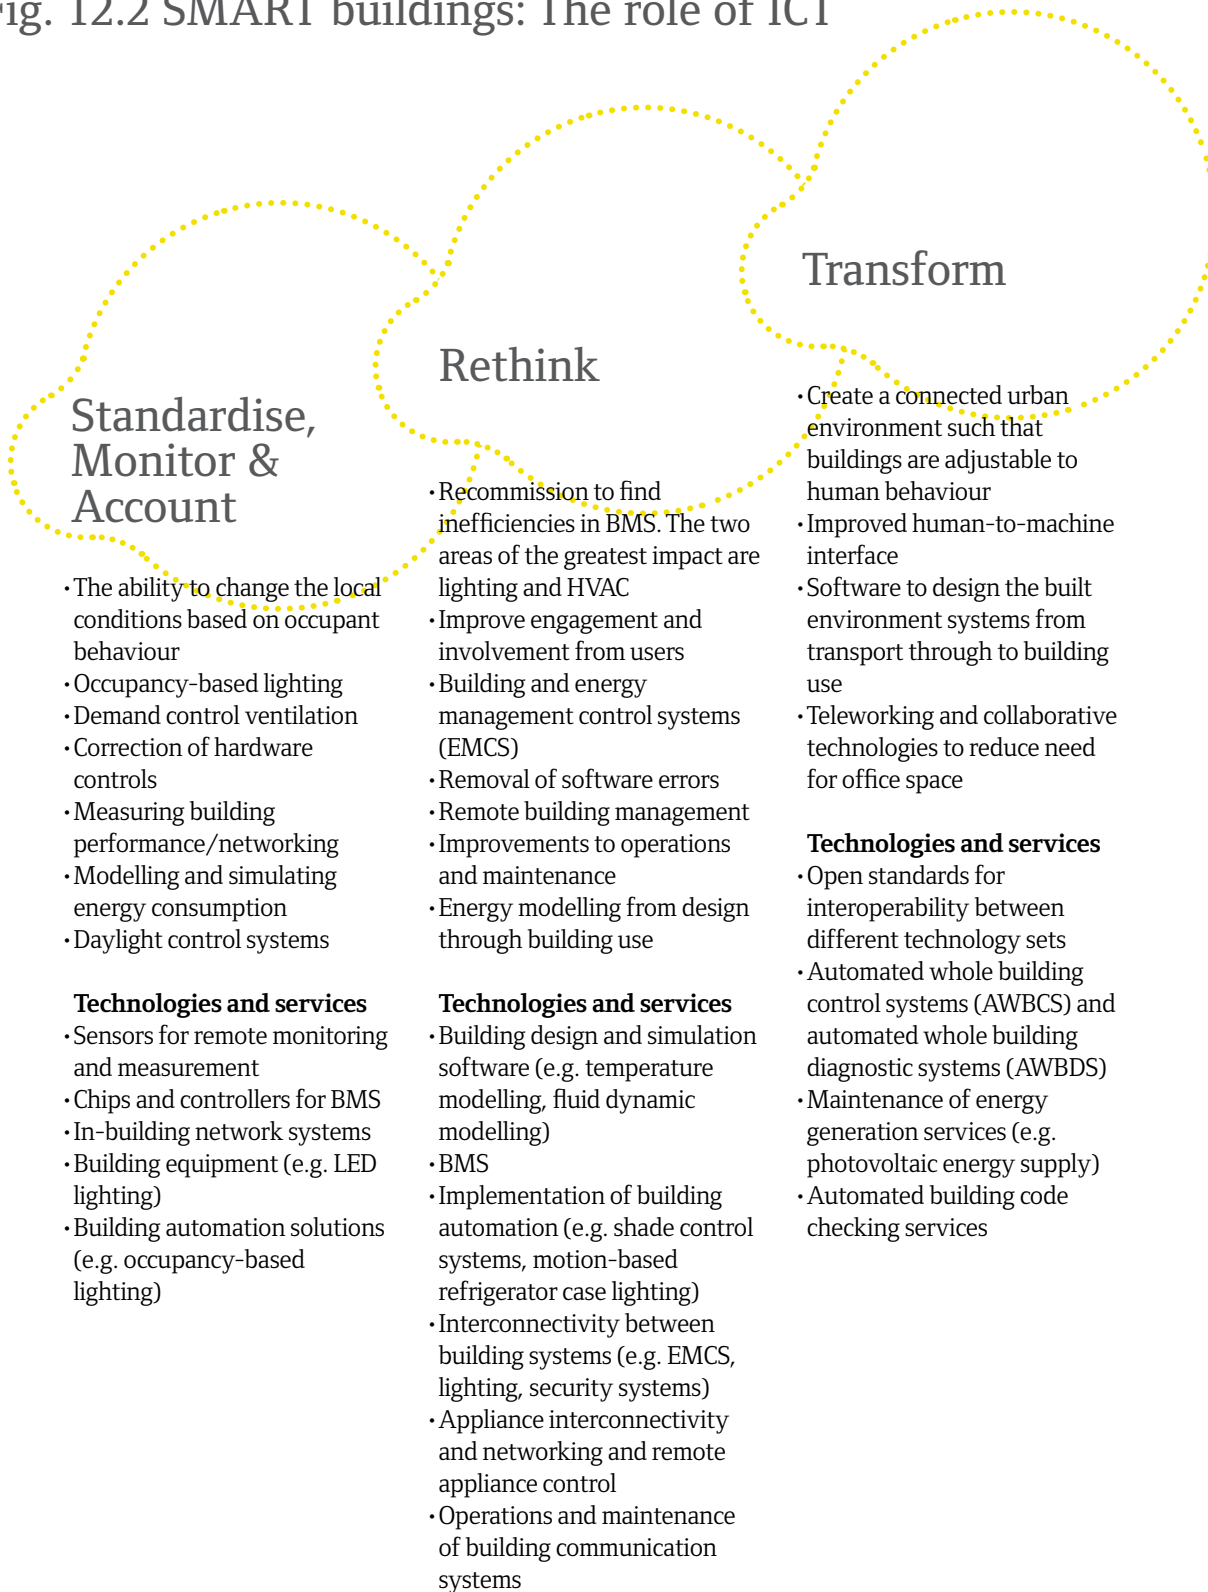 Fig. 12.2 SMART buildings: The role of ICT
Standardise,
Monitor &
Account
· The ability to change the local
conditions based on occupant
behaviour
· Occupancy-based lighting
· Demand control ventilation
· Correction of hardware
controls
· Measuring building
performance/networking
· Modelling and simulating
energy consumption
· Daylight control systems
Technologies and services
· Sensors for remote monitoring
and measurement
· Chips and controllers for BMS
· In-building network systems
· Building equipment (e.g. LED
lighting)
· Building automation solutions
(e.g. occupancy-based
lighting)
Rethink
· Recommission to find
inefficiencies in BMS. The two
areas of the greatest impact are
lighting and HVAC
· Improve engagement and
involvement from users
· Building and energy
management control systems
(EMCS)
· Removal of software errors
· Remote building management
· Improvements to operations
and maintenance
· Energy modelling from design
through building use
Technologies and services
· Building design and simulation
software (e.g. temperature
modelling, fluid dynamic
modelling)
· BMS
· Implementation of building
automation (e.g. shade control
systems, motion-based
refrigerator case lighting)
· Interconnectivity between
building systems (e.g. EMCS,
lighting, security systems)
· Appliance interconnectivity
and networking and remote
appliance control
· Operations and maintenance
of building communication
systems
Transform
· Create a connected urban
environment such that
buildings are adjustable to
human behaviour
· Improved human-to-machine
interface
· Software to design the built
environment systems from
transport through to building
use
· Teleworking and collaborative
technologies to reduce need
for office space
Technologies and services
· Open standards for
interoperability between
different technology sets
· Automated whole building
control systems (AWBCS) and
automated whole building
diagnostic systems (AWBDS)
· Maintenance of energy
generation services (e.g.
photovoltaic energy supply)
· Automated building code
checking services